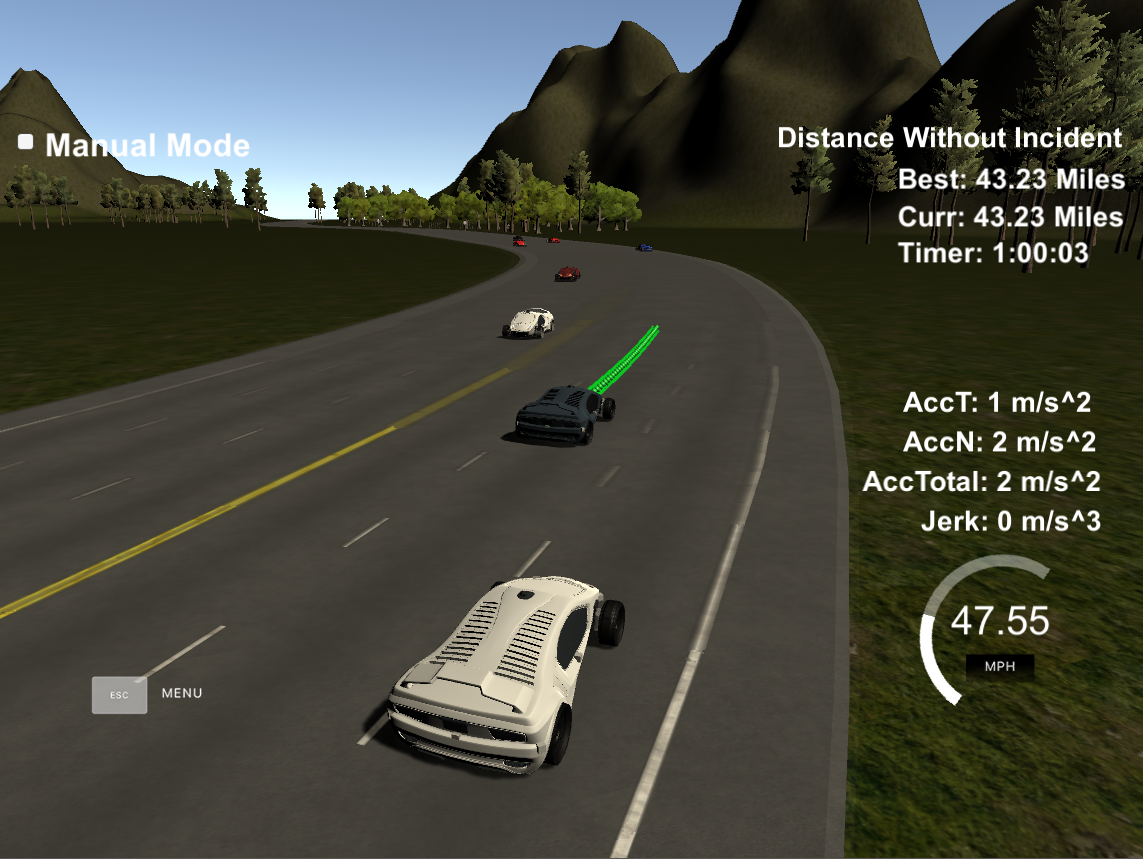 Manual Mode
Distance Without Incident
Best: 43.23 Miles
Curr: 43.23 Miles
Timer: 1:00:03
AccT: 1 m/s^2
AccN: 2 m/s^2
AccTotal: 2 m/s^2
Jerk: 0 m/s^3
47.55
MPH
ESC MENU